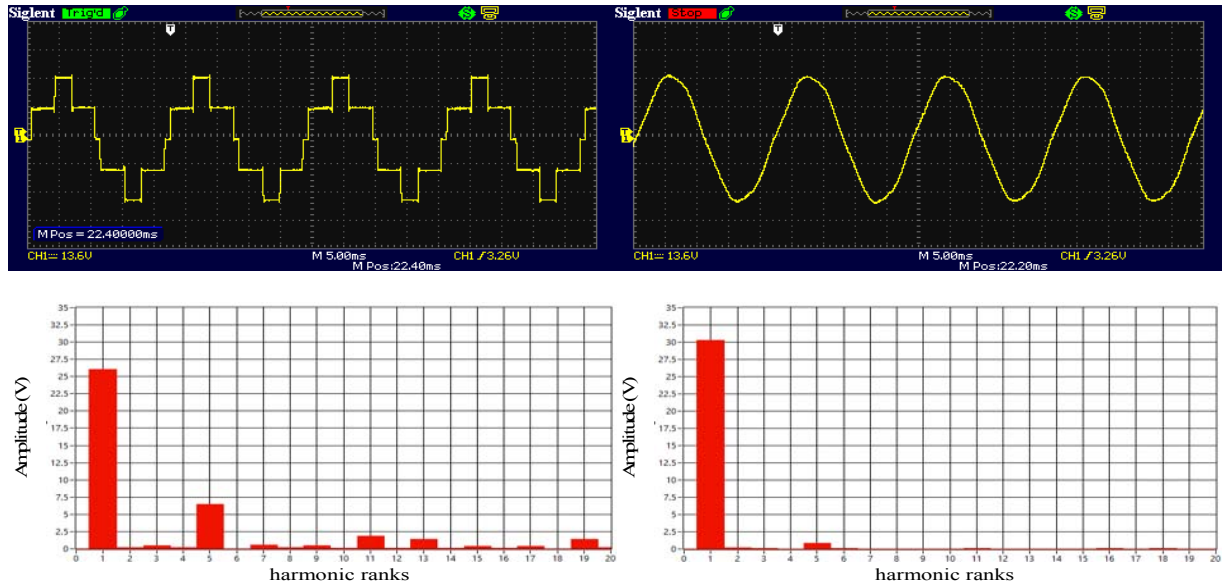 Siglent Trig'd
T
T
1
M Pos = 22.40000ms
CH1 13.6V M 5.00ms CH1 3.26V
M Pos:22.40ms
Siglent Stop
T
T
1
CH1 13.6V M 5.00ms CH1 3.26V
M Pos:22.20ms
35
32.5
30
27.5
25
22.5
20
17.5
15
12.5
10
7.5
5
2.5
0
Amplitude (V)
0 1 2 3 4 5 6 7 8 9 10 11 12 13 14 15 16 17 18 19 20
harmonic ranks
35
32.5
30
27.5
25
22.5
20
17.5
15
12.5
10
7.5
5
2.5
0
Amplitude (V)
0 1 2 3 4 5 6 7 8 9 10 11 12 13 14 15 16 17 18 19 20
harmonic ranks